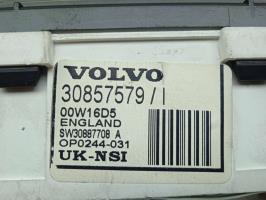 VOLVO
30857579 / I
00W16D5
ENGLAND
SW30887708 A
OP0244-031
UK-NSI